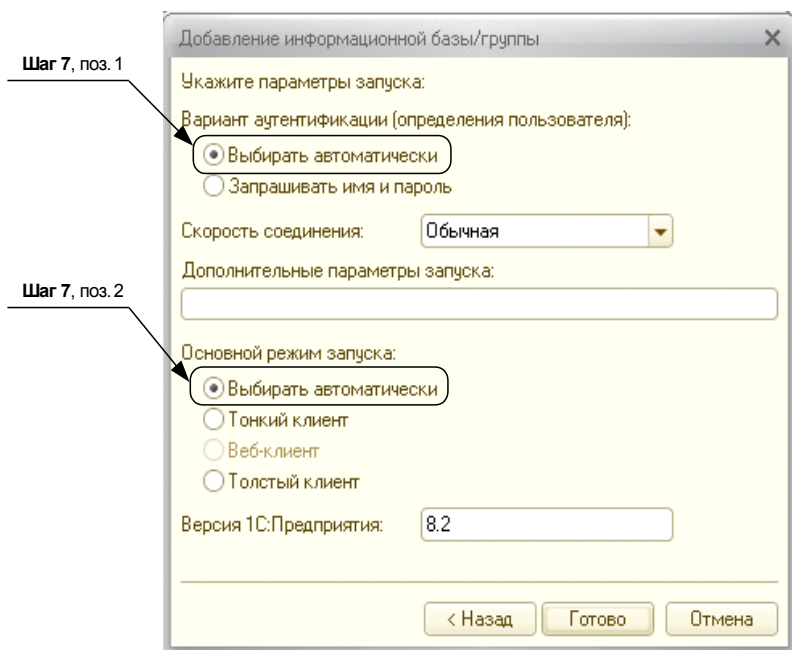 Добавление информационной базы/группы
Шаг 7, поз. 1
Укажите параметры запуска:
Вариант аутентификации (определения пользователя):
Выбирать автоматически
Запрашивать имя и пароль
Скорость соединения: Обычная
Дополнительные параметры запуска:
Шаг 7, поз. 2
Основной режим запуска:
Выбирать автоматически
Тонкий клиент
Веб-клиент
Толстый клиент
Версия 1С:Предприятия: 8.2
< Назад Готово Отмена